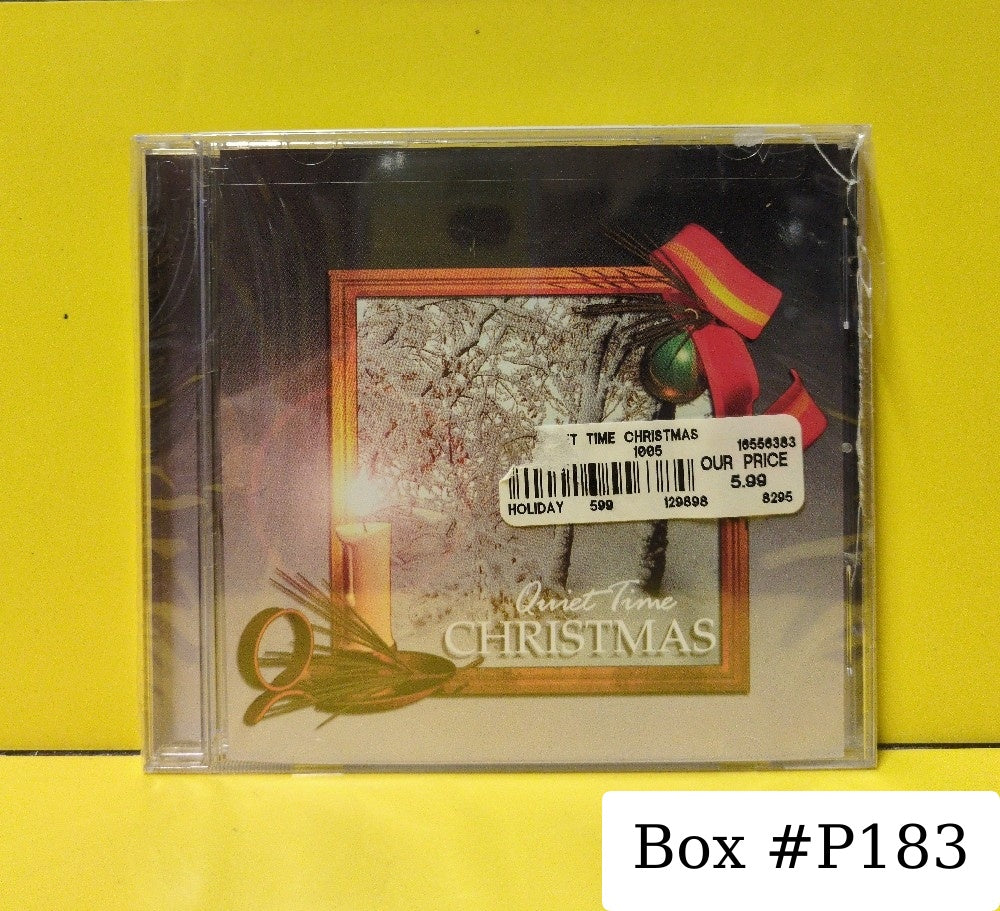 T TIME CHRISTMAS
16556383
1005
OUR PRICE
5.99
HOLIDAY 599 129898 8295
Quiet Time
CHRISTMAS
Box #P183